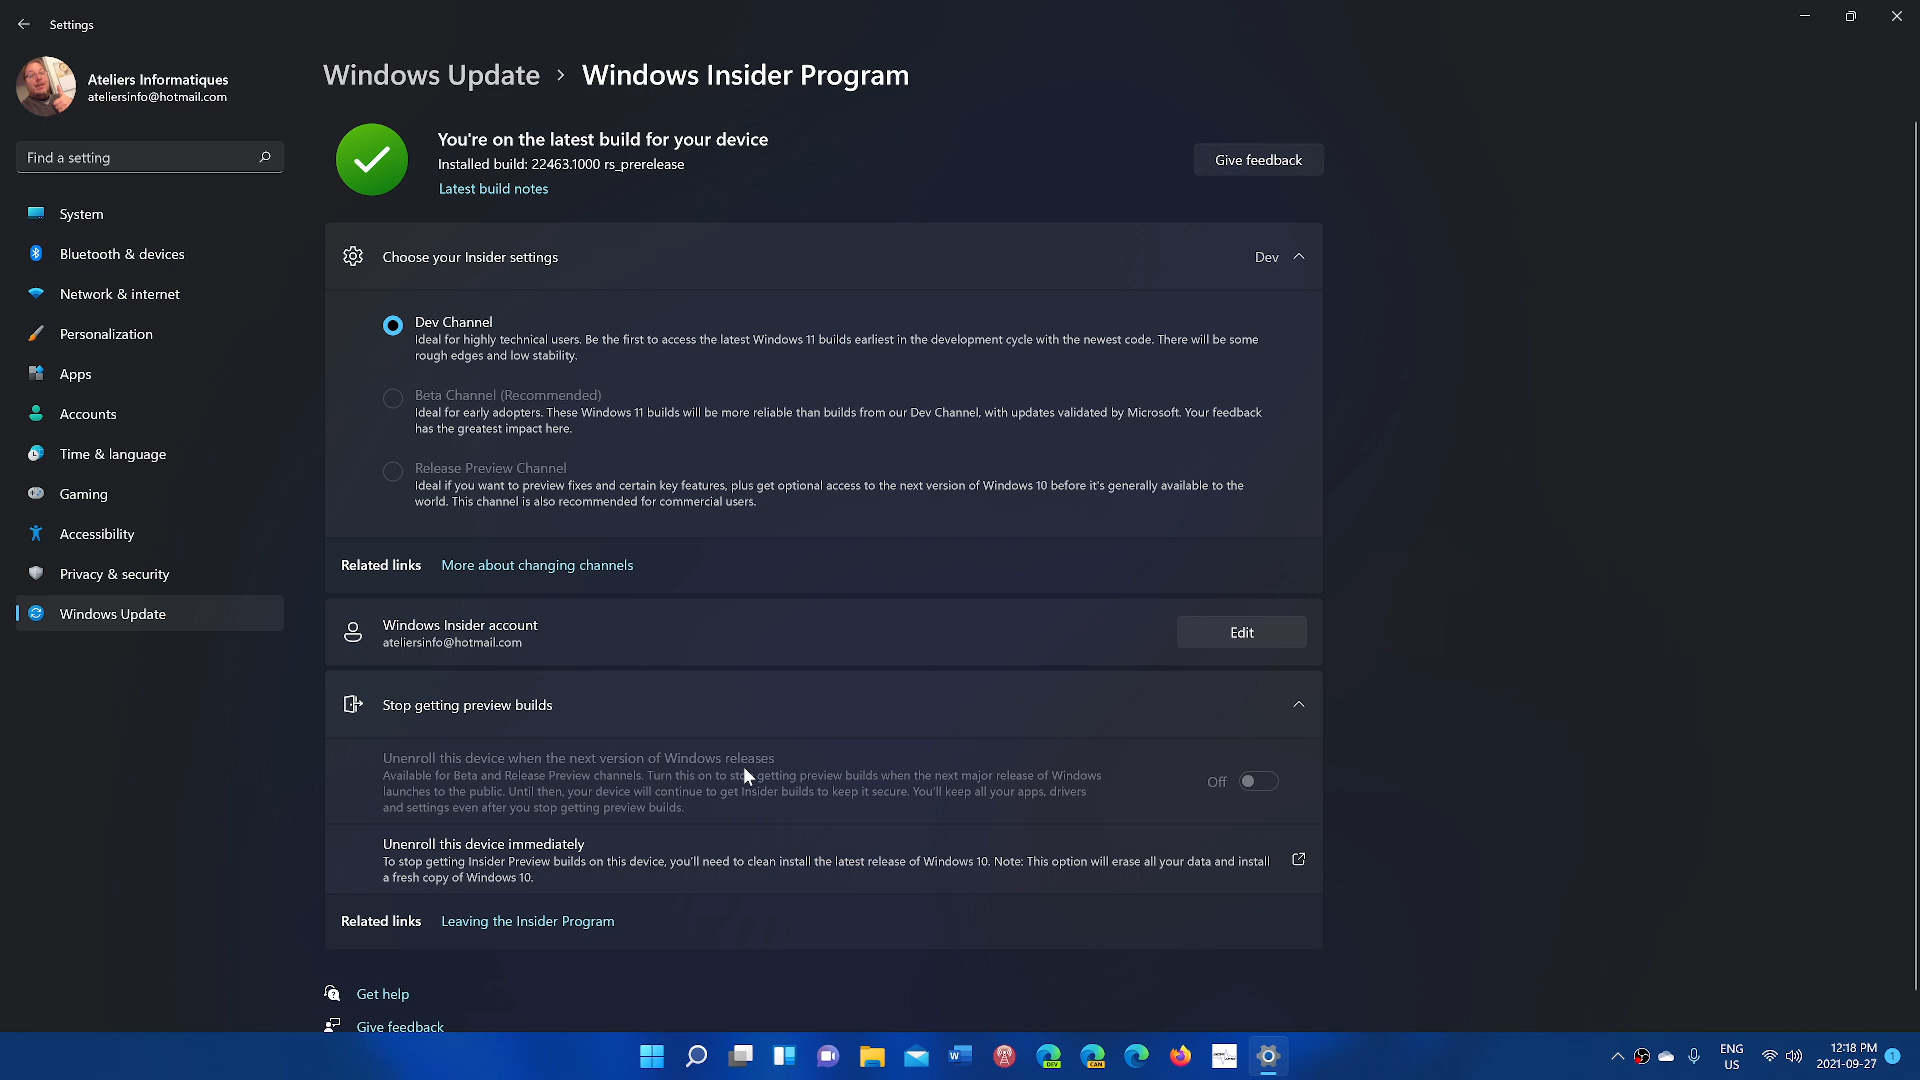 Settings
Ateliers Informatiques
ateliersinfo@hotmail.com
Find a setting
System
Bluetooth & devices
Network & internet
Personalization
Apps
Accounts
Time & language
Gaming
Accessibility
Privacy & security
Windows Update
Windows Update > Windows Insider Program
You're on the latest build for your device
Installed build: 22463.1000 rs_prerelease
Latest build notes
Give feedback
Choose your Insider settings
Dev
Dev Channel
Ideal for highly technical users. Be the first to access the latest Windows 11 builds earliest in the development cycle with the newest code. There will be some
rough edges and low stability.
Beta Channel (Recommended)
Ideal for early adopters. These Windows 11 builds will be more reliable than builds from our Dev Channel, with updates validated by Microsoft. Your feedback
has the greatest impact here.
Release Preview Channel
Ideal if you want to preview fixes and certain key features, plus get optional access to the next version of Windows 10 before it's generally available to the
world. This channel is also recommended for commercial users.
Related links More about changing channels
Windows Insider account
ateliersinfo@hotmail.com
Edit
Stop getting preview builds
Unenroll this device when the next version of Windows releases
Available for Beta and Release Preview channels. Turn this on to stop getting preview builds when the next major release of Windows
launches to the public. Until then, your device will continue to get Insider builds to keep it secure. You'll keep all your apps, drivers
and settings even after you stop getting preview builds.
Off
Unenroll this device immediately
To stop getting Insider Preview builds on this device, you'll need to clean install the latest release of Windows 10. Note: This option will erase all your data and install
a fresh copy of Windows 10.
Related links Leaving the Insider Program
Get help
Give feedback
DEV
CAN
ENG
US
12:18 PM
2021-09-27
1